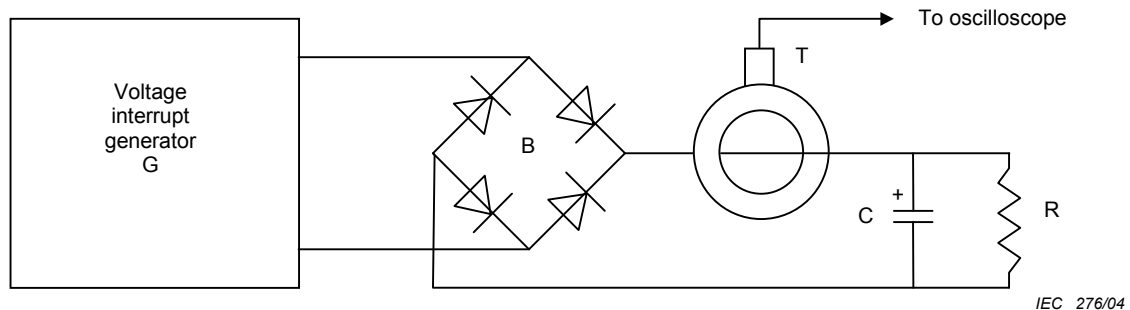 To oscilloscope
T
Voltage
interrupt
generator
G
B
+
C
R
IEC 276/04